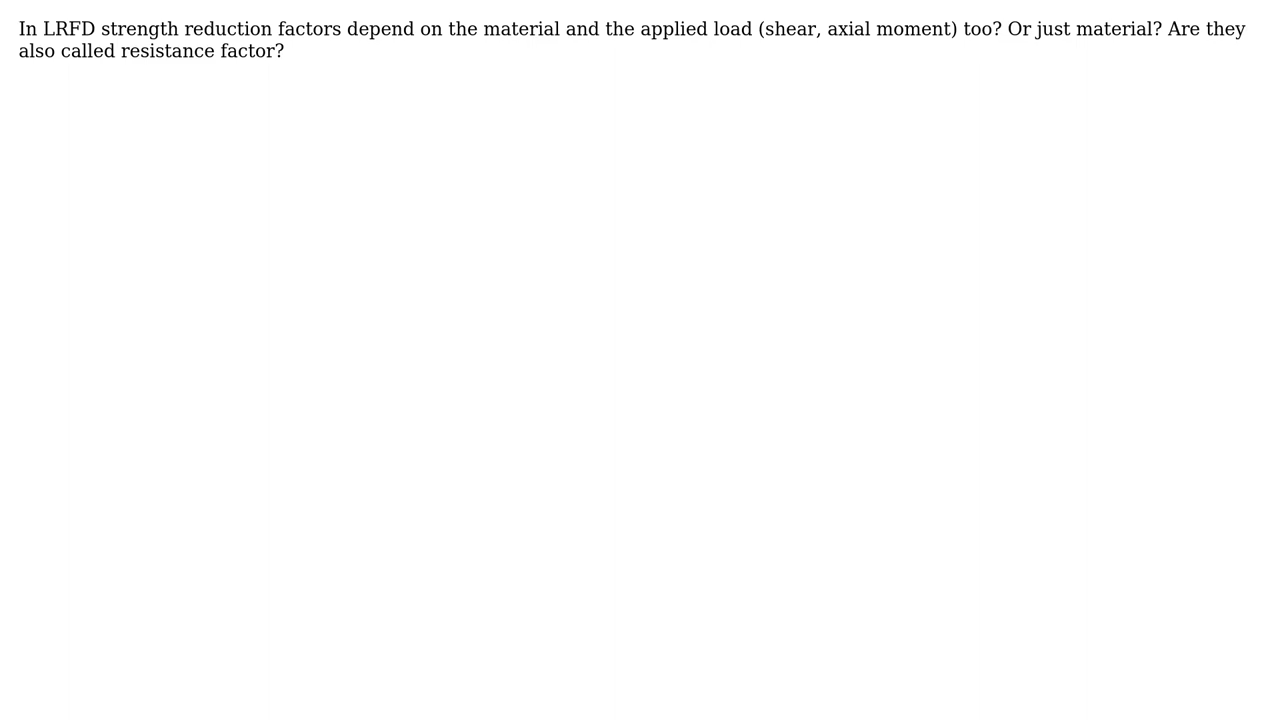 In LRFD strength reduction factors depend on the material and the applied load (shear, axial moment) too? Or just material? Are they
also called resistance factor?